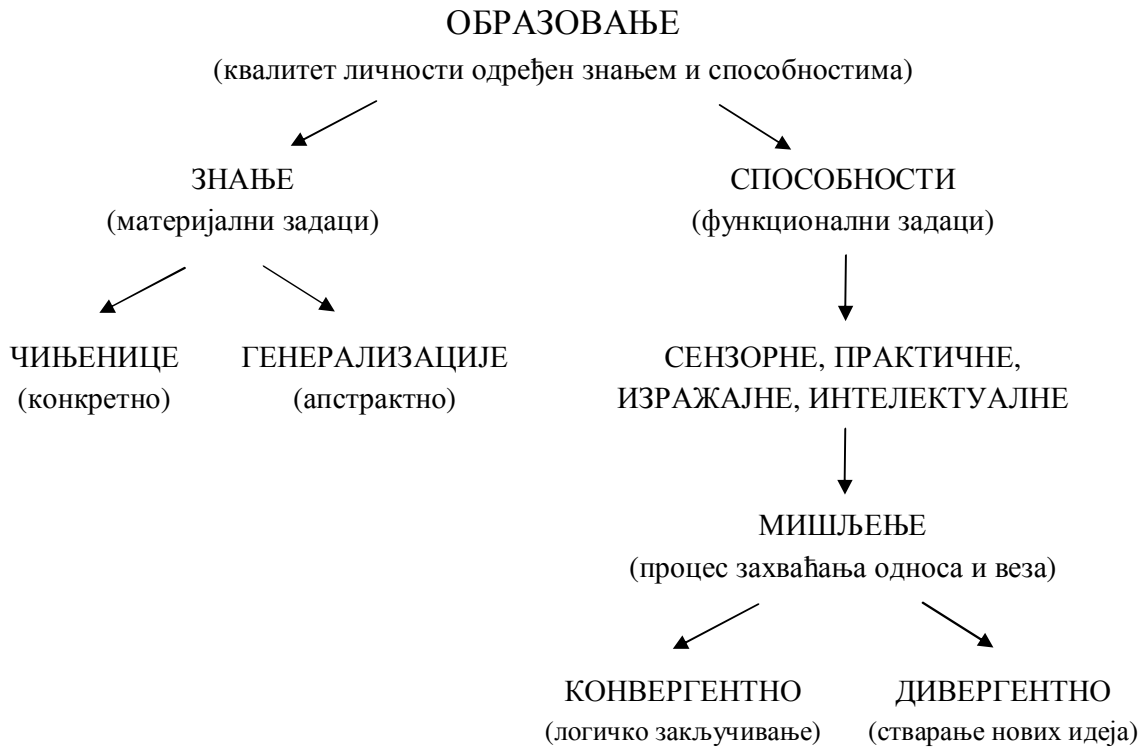 ОБРАЗОВАЊЕ
(квалитет личности одређен знањем и способностима)
ЗНАЊЕ
(материјални задаци)
СПОСОБНОСТИ
(функционални задаци)
ЧИЊЕНИЦЕ
(конкретно)
ГЕНЕРАЛИЗАЦИЈЕ
(апстрактно)
СЕНЗОРНЕ, ПРАКТИЧНЕ,
ИЗРАЖАЈНЕ, ИНТЕЛЕКТУАЛНЕ
МИШЉЕЊЕ
(процес захваћања односа и веза)
КОНВЕРГЕНТНО
(логичко закључивање)
ДИВЕРГЕНТНО
(стварање нових идеја)